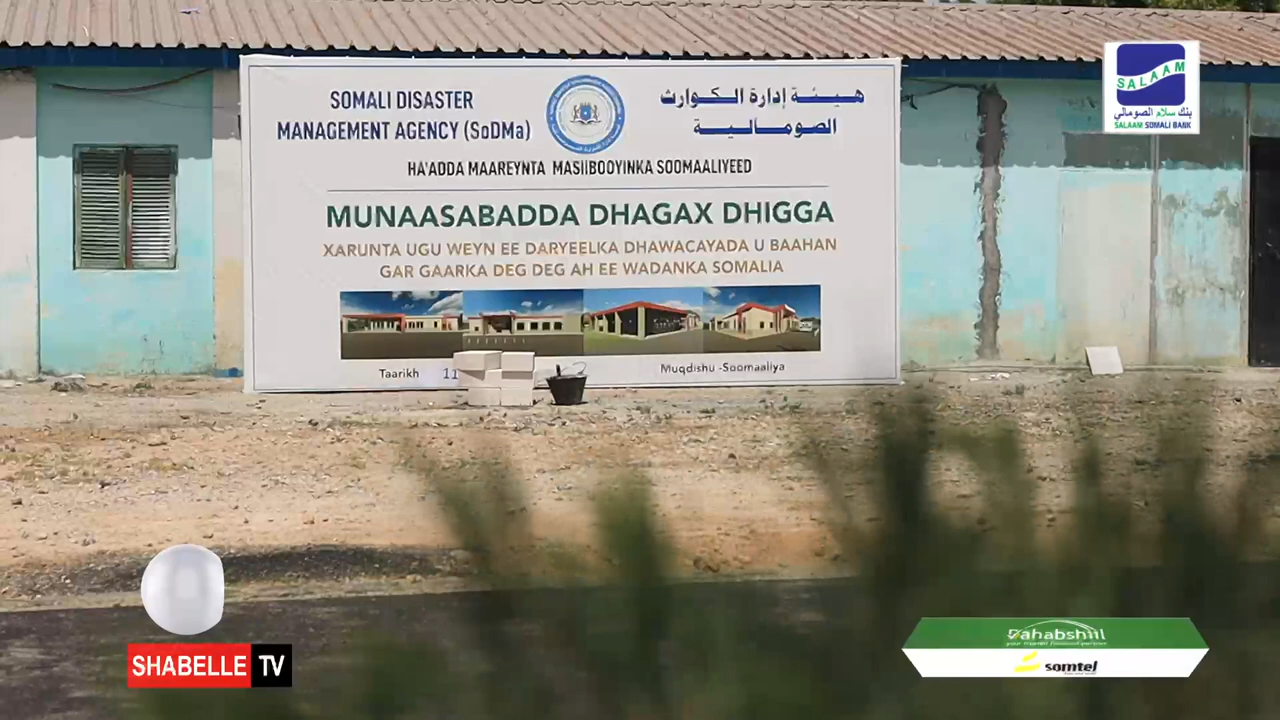 SOMALI DISASTER
MANAGEMENT AGENCY (SoDMa)
هيئة إدارة الكوارث
الصومالية
HA'ADDA MAAREYNTA MASIIBOOYINKA SOOMAALIYEED
MUNAASABADDA DHAGAX DHIGGA
XARUNTA UGU WEYN EE DARYEELKA DHAWACAYADA U BAAHAN
GAR GAARKA DEG DEG AH EE WADANKA SOMALIA
Taarikh 11
Muqdishu -Soomaaliya
SALAAM
بنك سلام الصومالي
SALAAM SOMALI BANK
SHABELLE TV
Dahabshiil
somtel